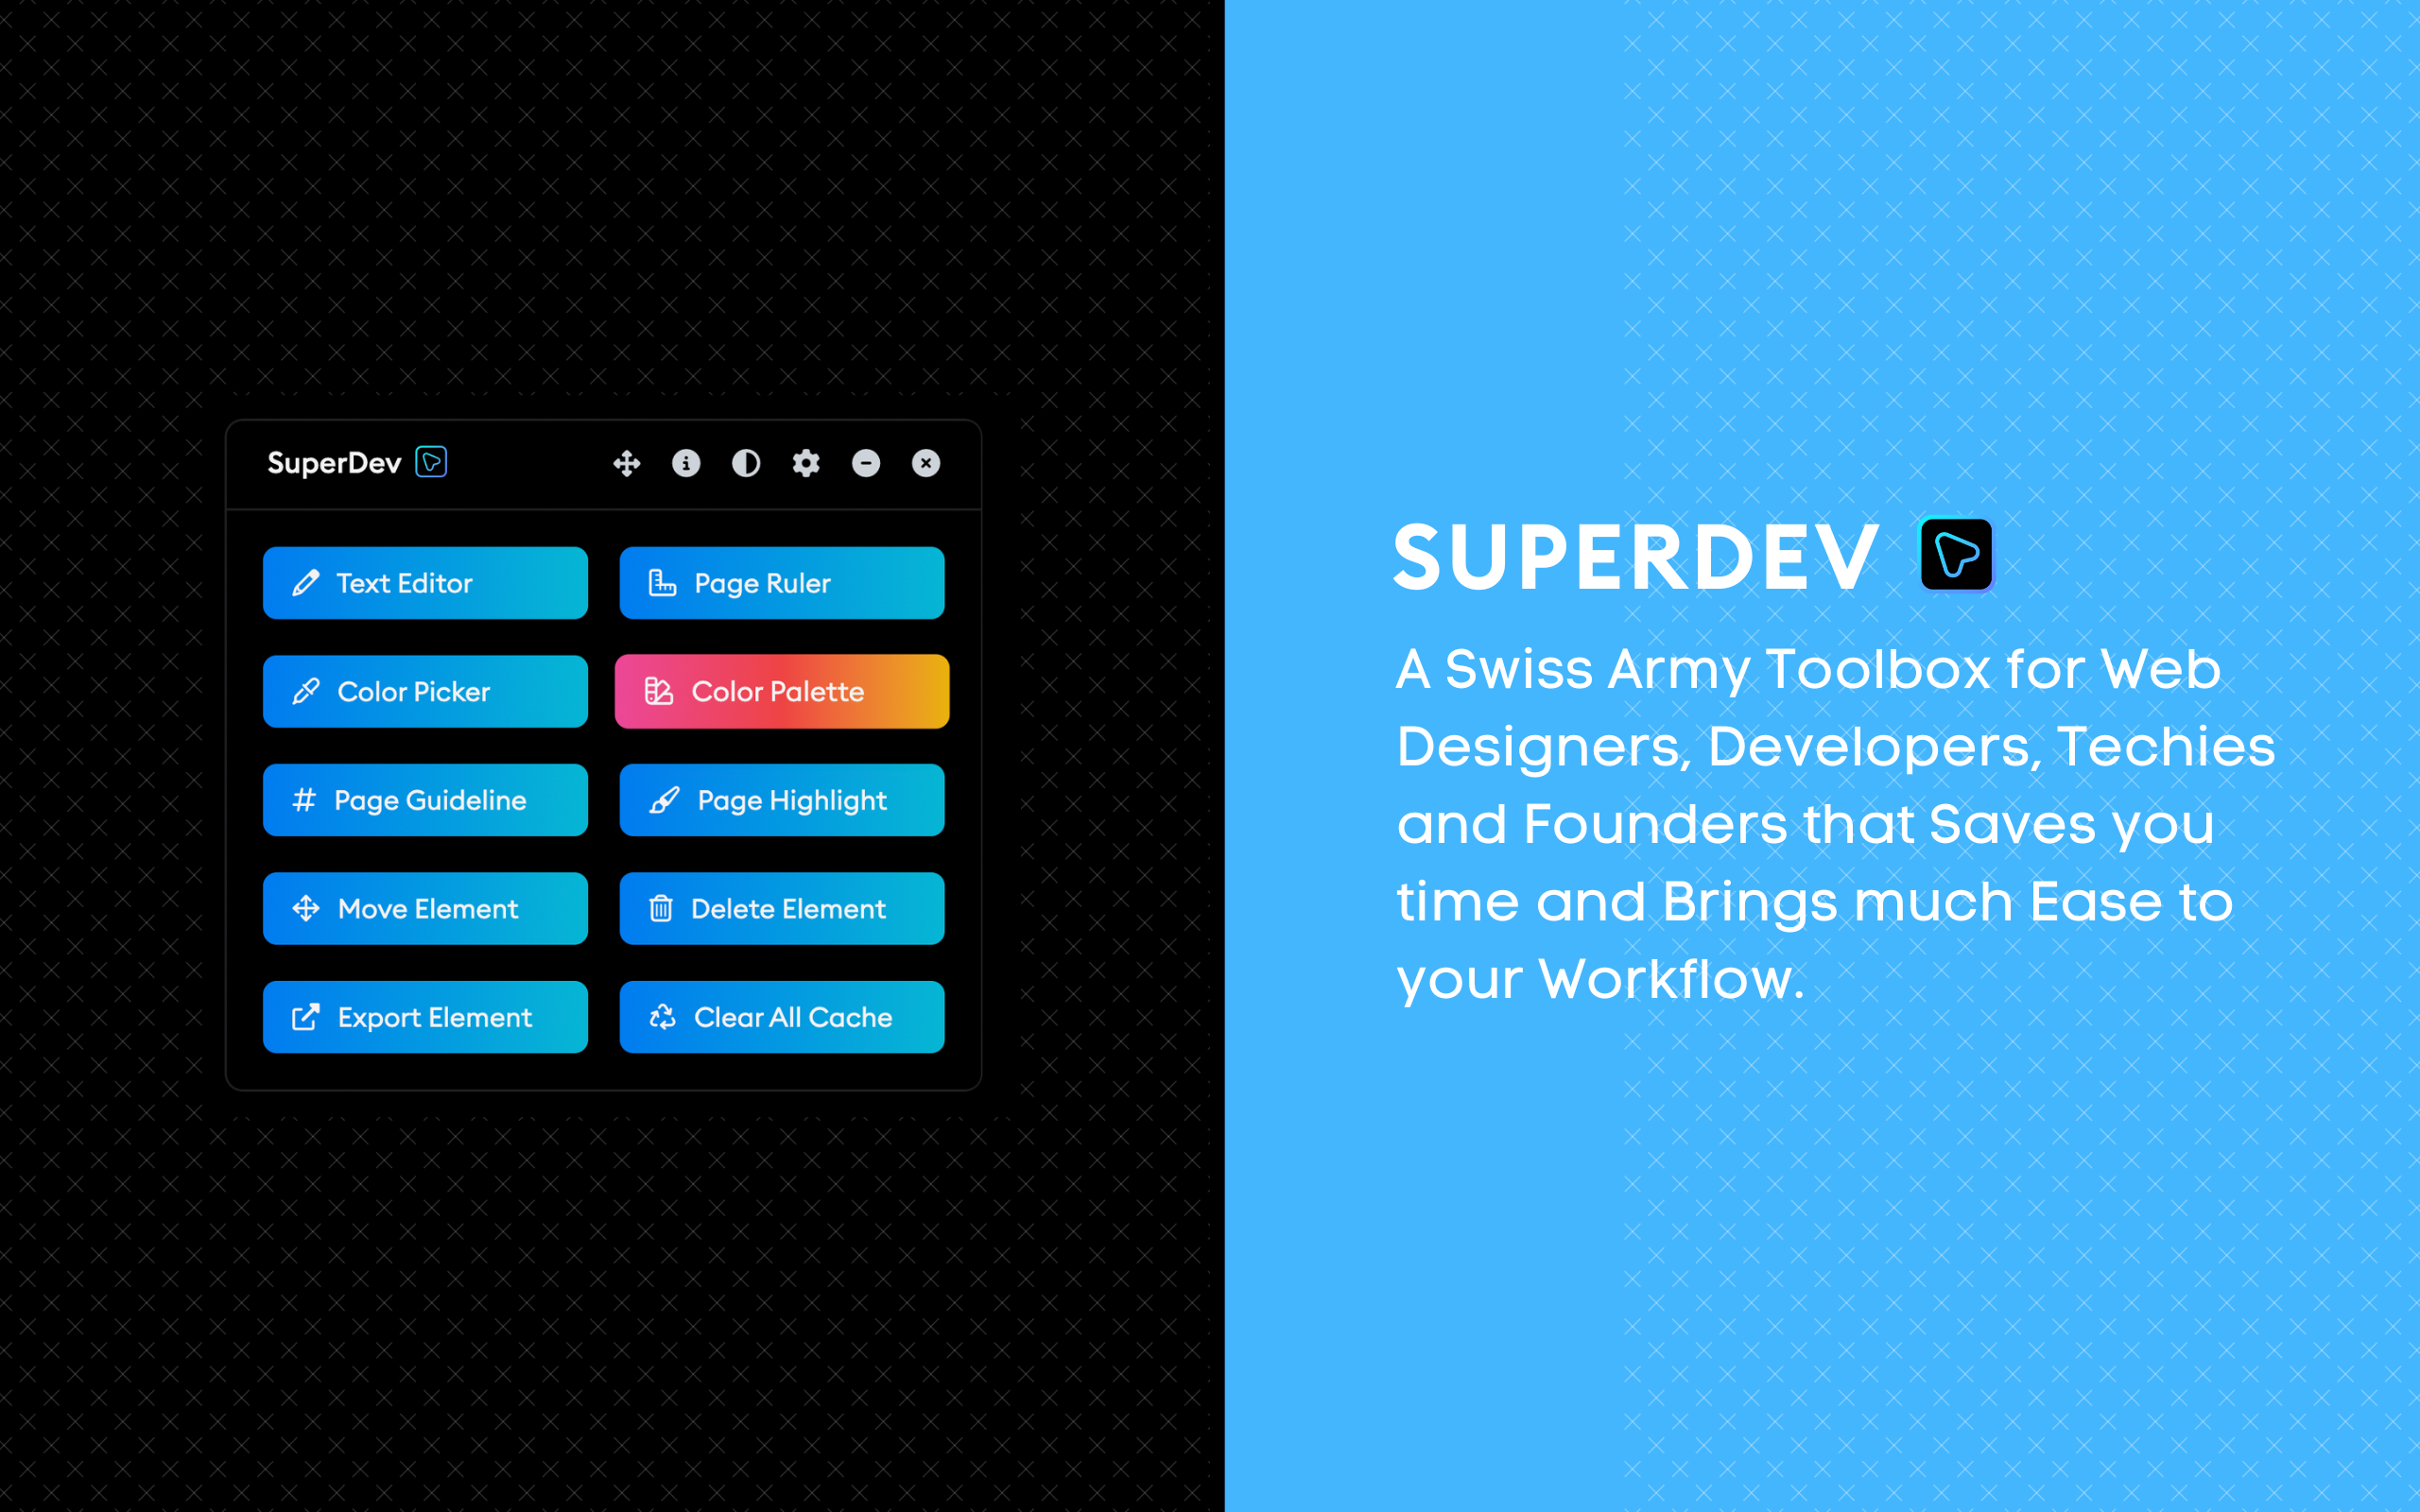 SuperDev
Text Editor
Page Ruler
Color Picker
Color Palette
Page Guideline
Page Highlight
Move Element
Delete Element
Export Element
Clear All Cache
SUPERDEV
A Swiss Army Toolbox for Web
Designers, Developers, Techies
and Founders that Saves you
time and Brings much Ease to
your Workflow.